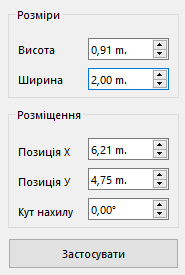 Розміри
Висота 0,91 m.
Ширина 2,00 m.
Розміщення
Позиція X 6,21 m.
Позиція У 4,75 m.
Кут нахилу 0,00°
Застосувати